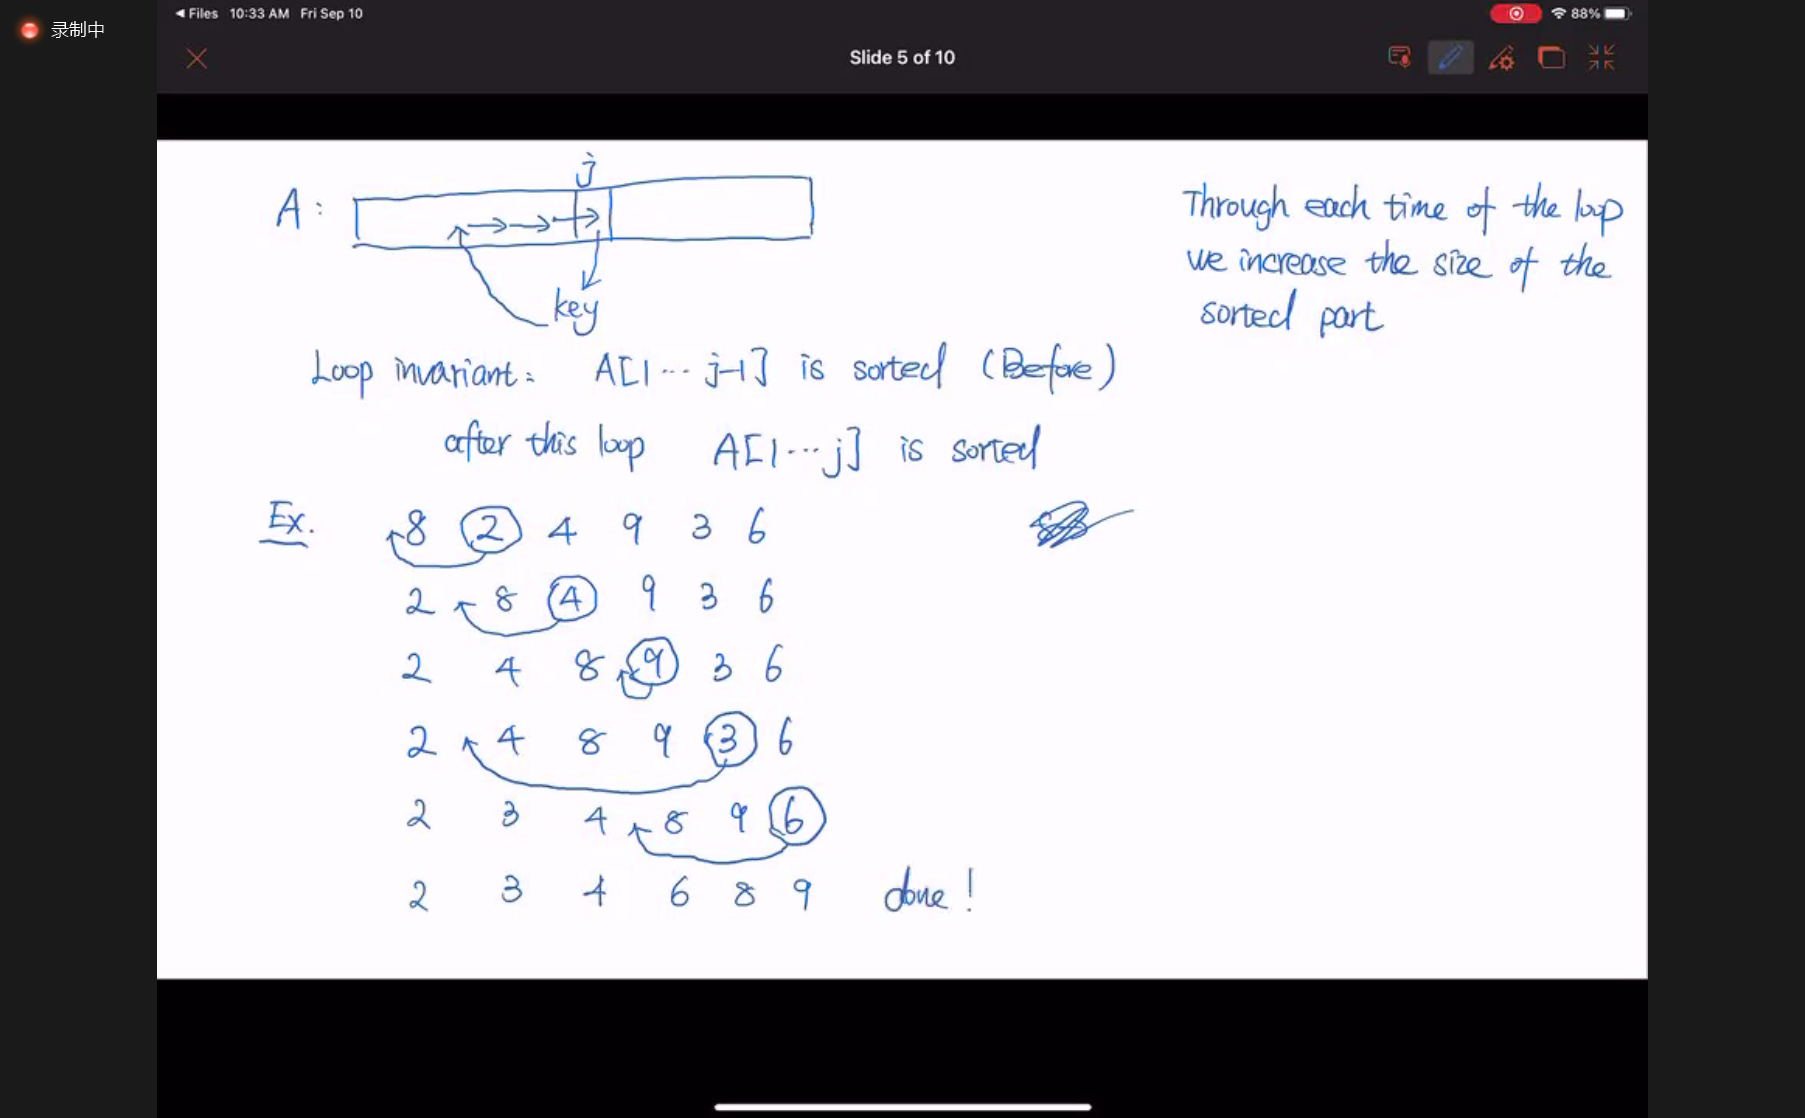 录制中
Files 10:33 AM Fri Sep 10
88%
Slide 5 of 10
A:
j
key
Through each time of the loop
we increase the size of the
sorted part
Loop invariant: A[1 ... j-1] is sorted (Before)
after this loop A[1 ... j] is sorted
Ex. 8 2 4 9 3 6
2 8 4 9 3 6
2 4 8 9 3 6
2 4 8 9 3 6
2 3 4 8 9 6
2 3 4 6 8 9 done!